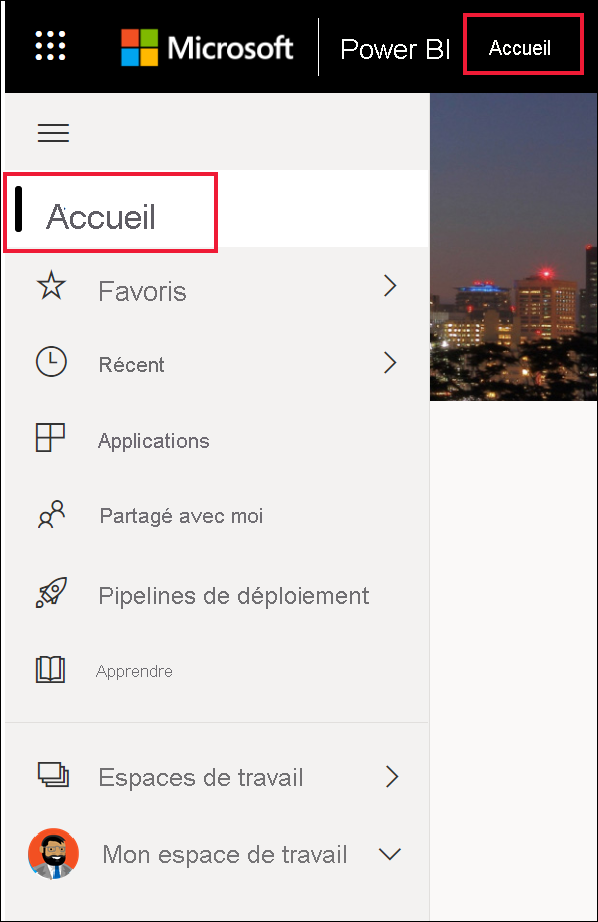 Microsoft Power BI Accueil
Accueil
Favoris
Récent
Applications
Partagé avec moi
Pipelines de déploiement
Apprendre
Espaces de travail
Mon espace de travail